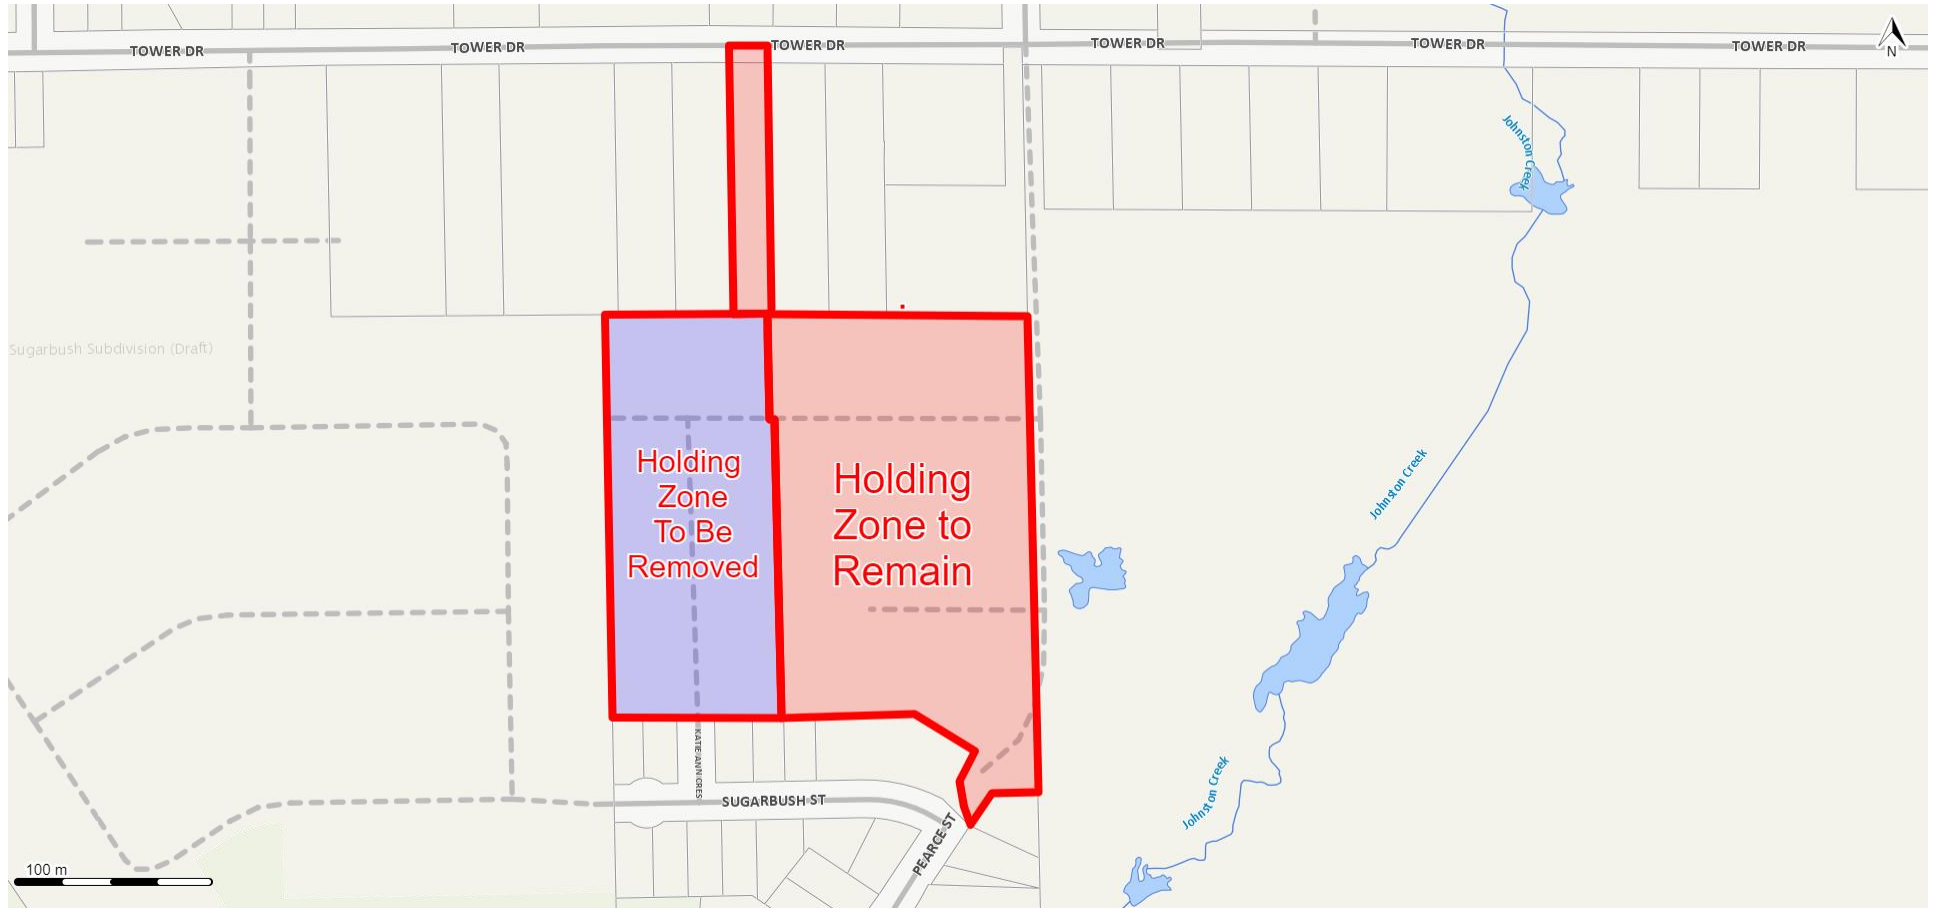 TOWER DR
TOWER DR
TOWER DR
TOWER DR
TOWER DR
TOWER DR
N
Johnston Creek
Sugarbush Subdivision (Draft)
Holding
Zone
To Be
Removed
Holding
Zone to
Remain
Johnston Creek
KATIE ANN CRES
SUGARBUSH ST
Johnston Creek
PEARCE ST
100 m